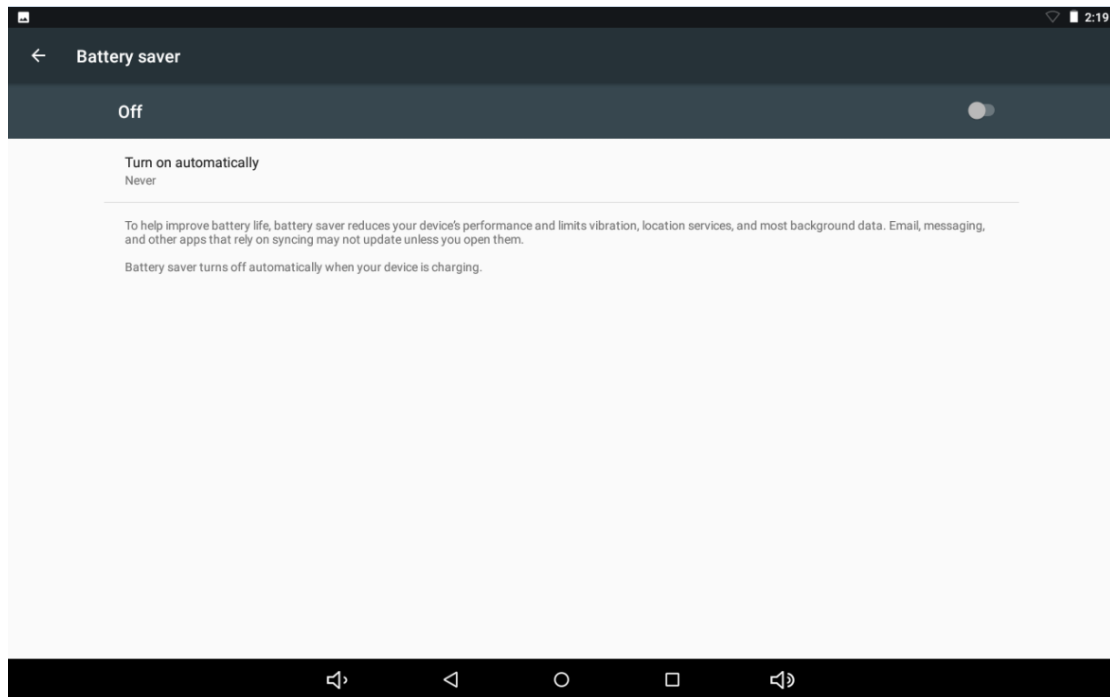 2:19
Battery saver
Off
Turn on automatically
Never
To help improve battery life, battery saver reduces your device's performance and limits vibration, location services, and most background data. Email, messaging,
and other apps that rely on syncing may not update unless you open them.
Battery saver turns off automatically when your device is charging.